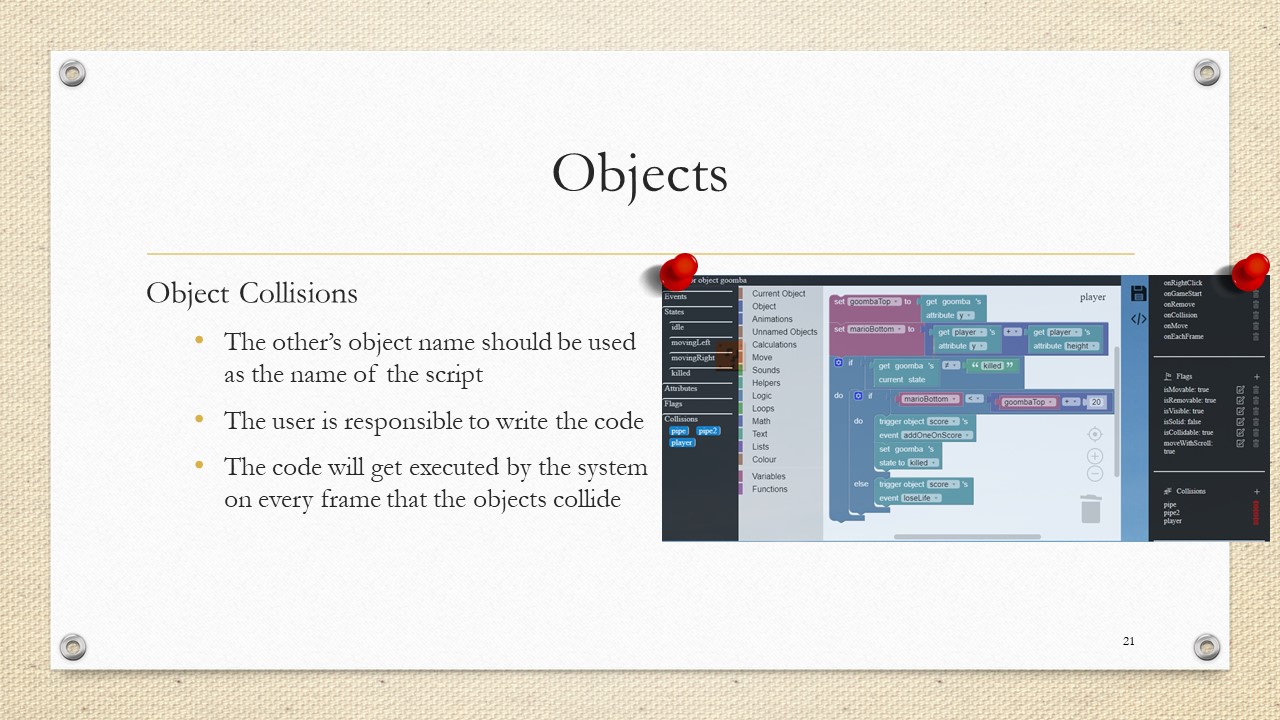 Objects
Object Collisions
• The other's object name should be used
as the name of the script
• The user is responsible to write the code
• The code will get executed by the system
on every frame that the objects collide
or object goomba
Events
States
idle
movingLeft
movingRight
killed
Attributes
Flags
Collisions
pipe pipe2
player
Current Object
Object
Animations
Unnamed Objects
Calculations
Move
Sounds
Helpers
Logic
Loops
Math
Text
Lists
Colour
Variables
Functions
player
set goombaTop to get goomba 's
attribute y
set marioBottom to get player 's + get player 's
attribute y attribute height
if get goomba 's ≠ “ killed ”
current state
do if marioBottom < goombaTop + 20
do trigger object score 's
event addOneOnScore
set goomba 's
state to killed
else trigger object score 's
event loseLife
onRightClick
onGameStart
onRemove
onCollision
onMove
onEachFrame
Flags +
isMovable: true
isRemovable: true
isVisible: true
isSolid: false
isCollidable: true
moveWithScroll:
true
Collisions +
pipe
pipe2
player
21